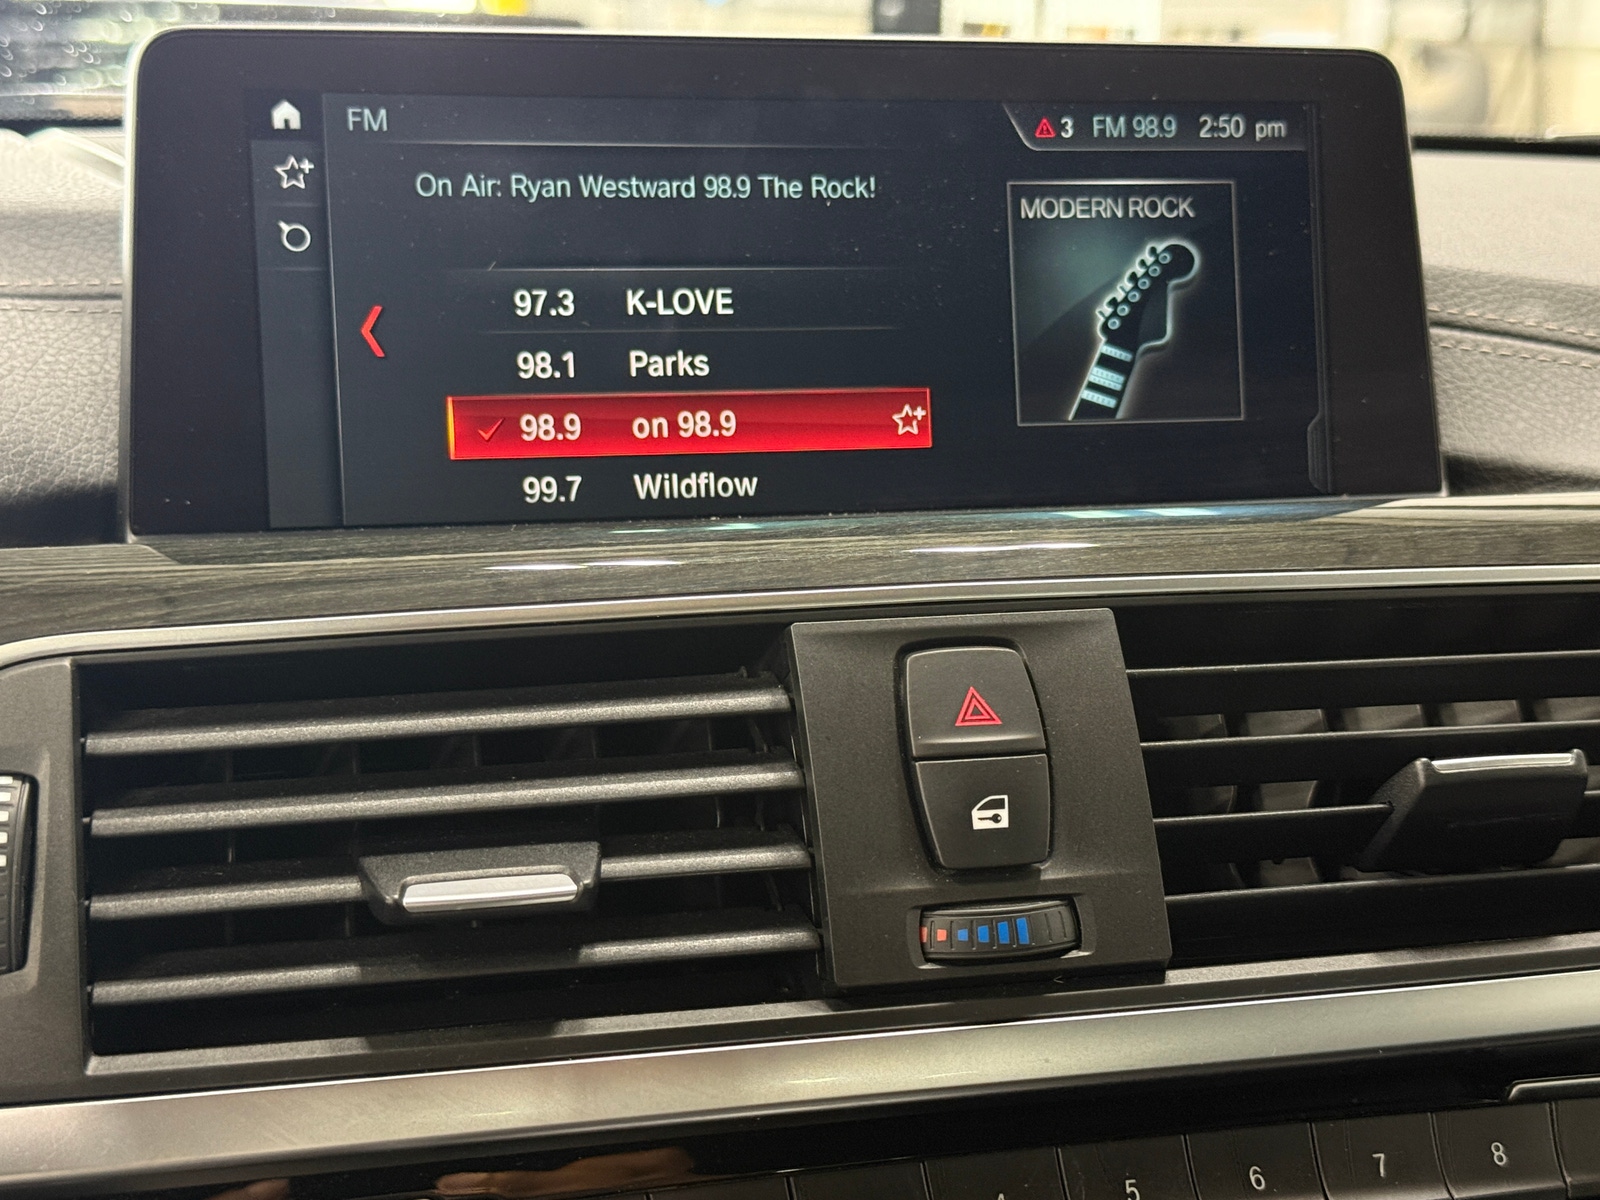 FM
3 FM 98.9 2:50 pm
On Air: Ryan Westward 98.9 The Rock!
MODERN ROCK
97.3 K-LOVE
98.1 Parks
98.9 on 98.9
99.7 Wildflow
5 6 7 8